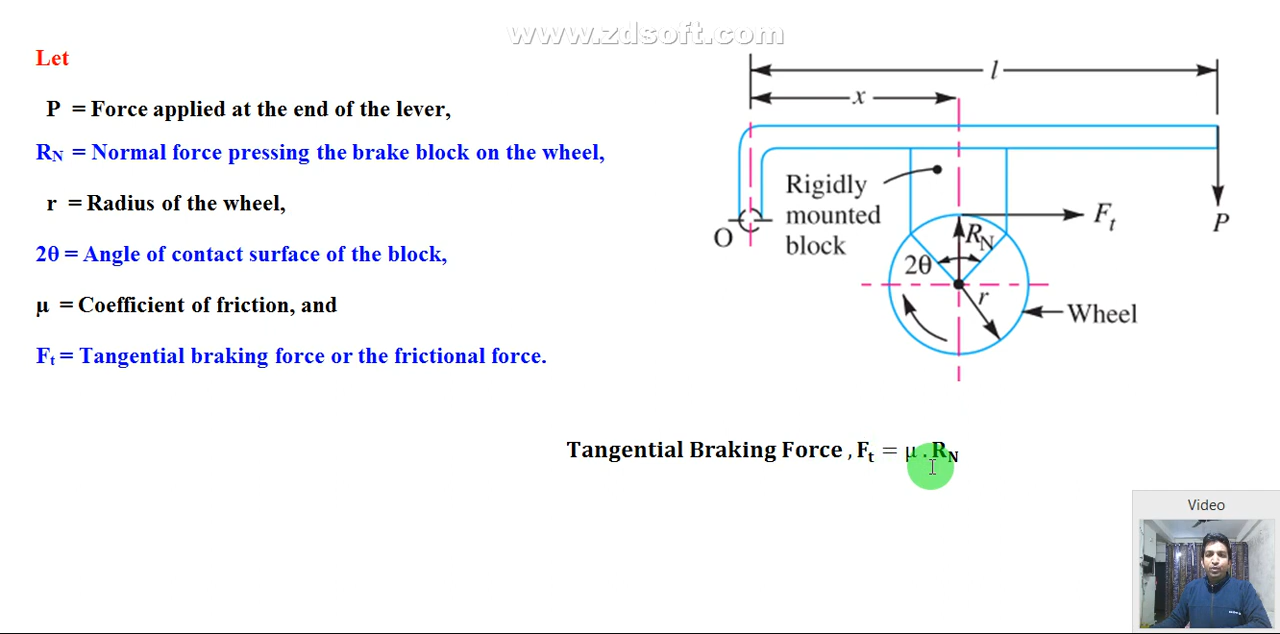 www.zdsoft.com
Let
P = Force applied at the end of the lever,
RN = Normal force pressing the brake block on the wheel,
r = Radius of the wheel,
2θ = Angle of contact surface of the block,
μ = Coefficient of friction, and
Ft = Tangential braking force or the frictional force.
l
x
Rigidly
mounted
block
O
Ft
P
RN
2θ
r
Wheel
Tangential Braking Force , Ft = μ . RN
Video